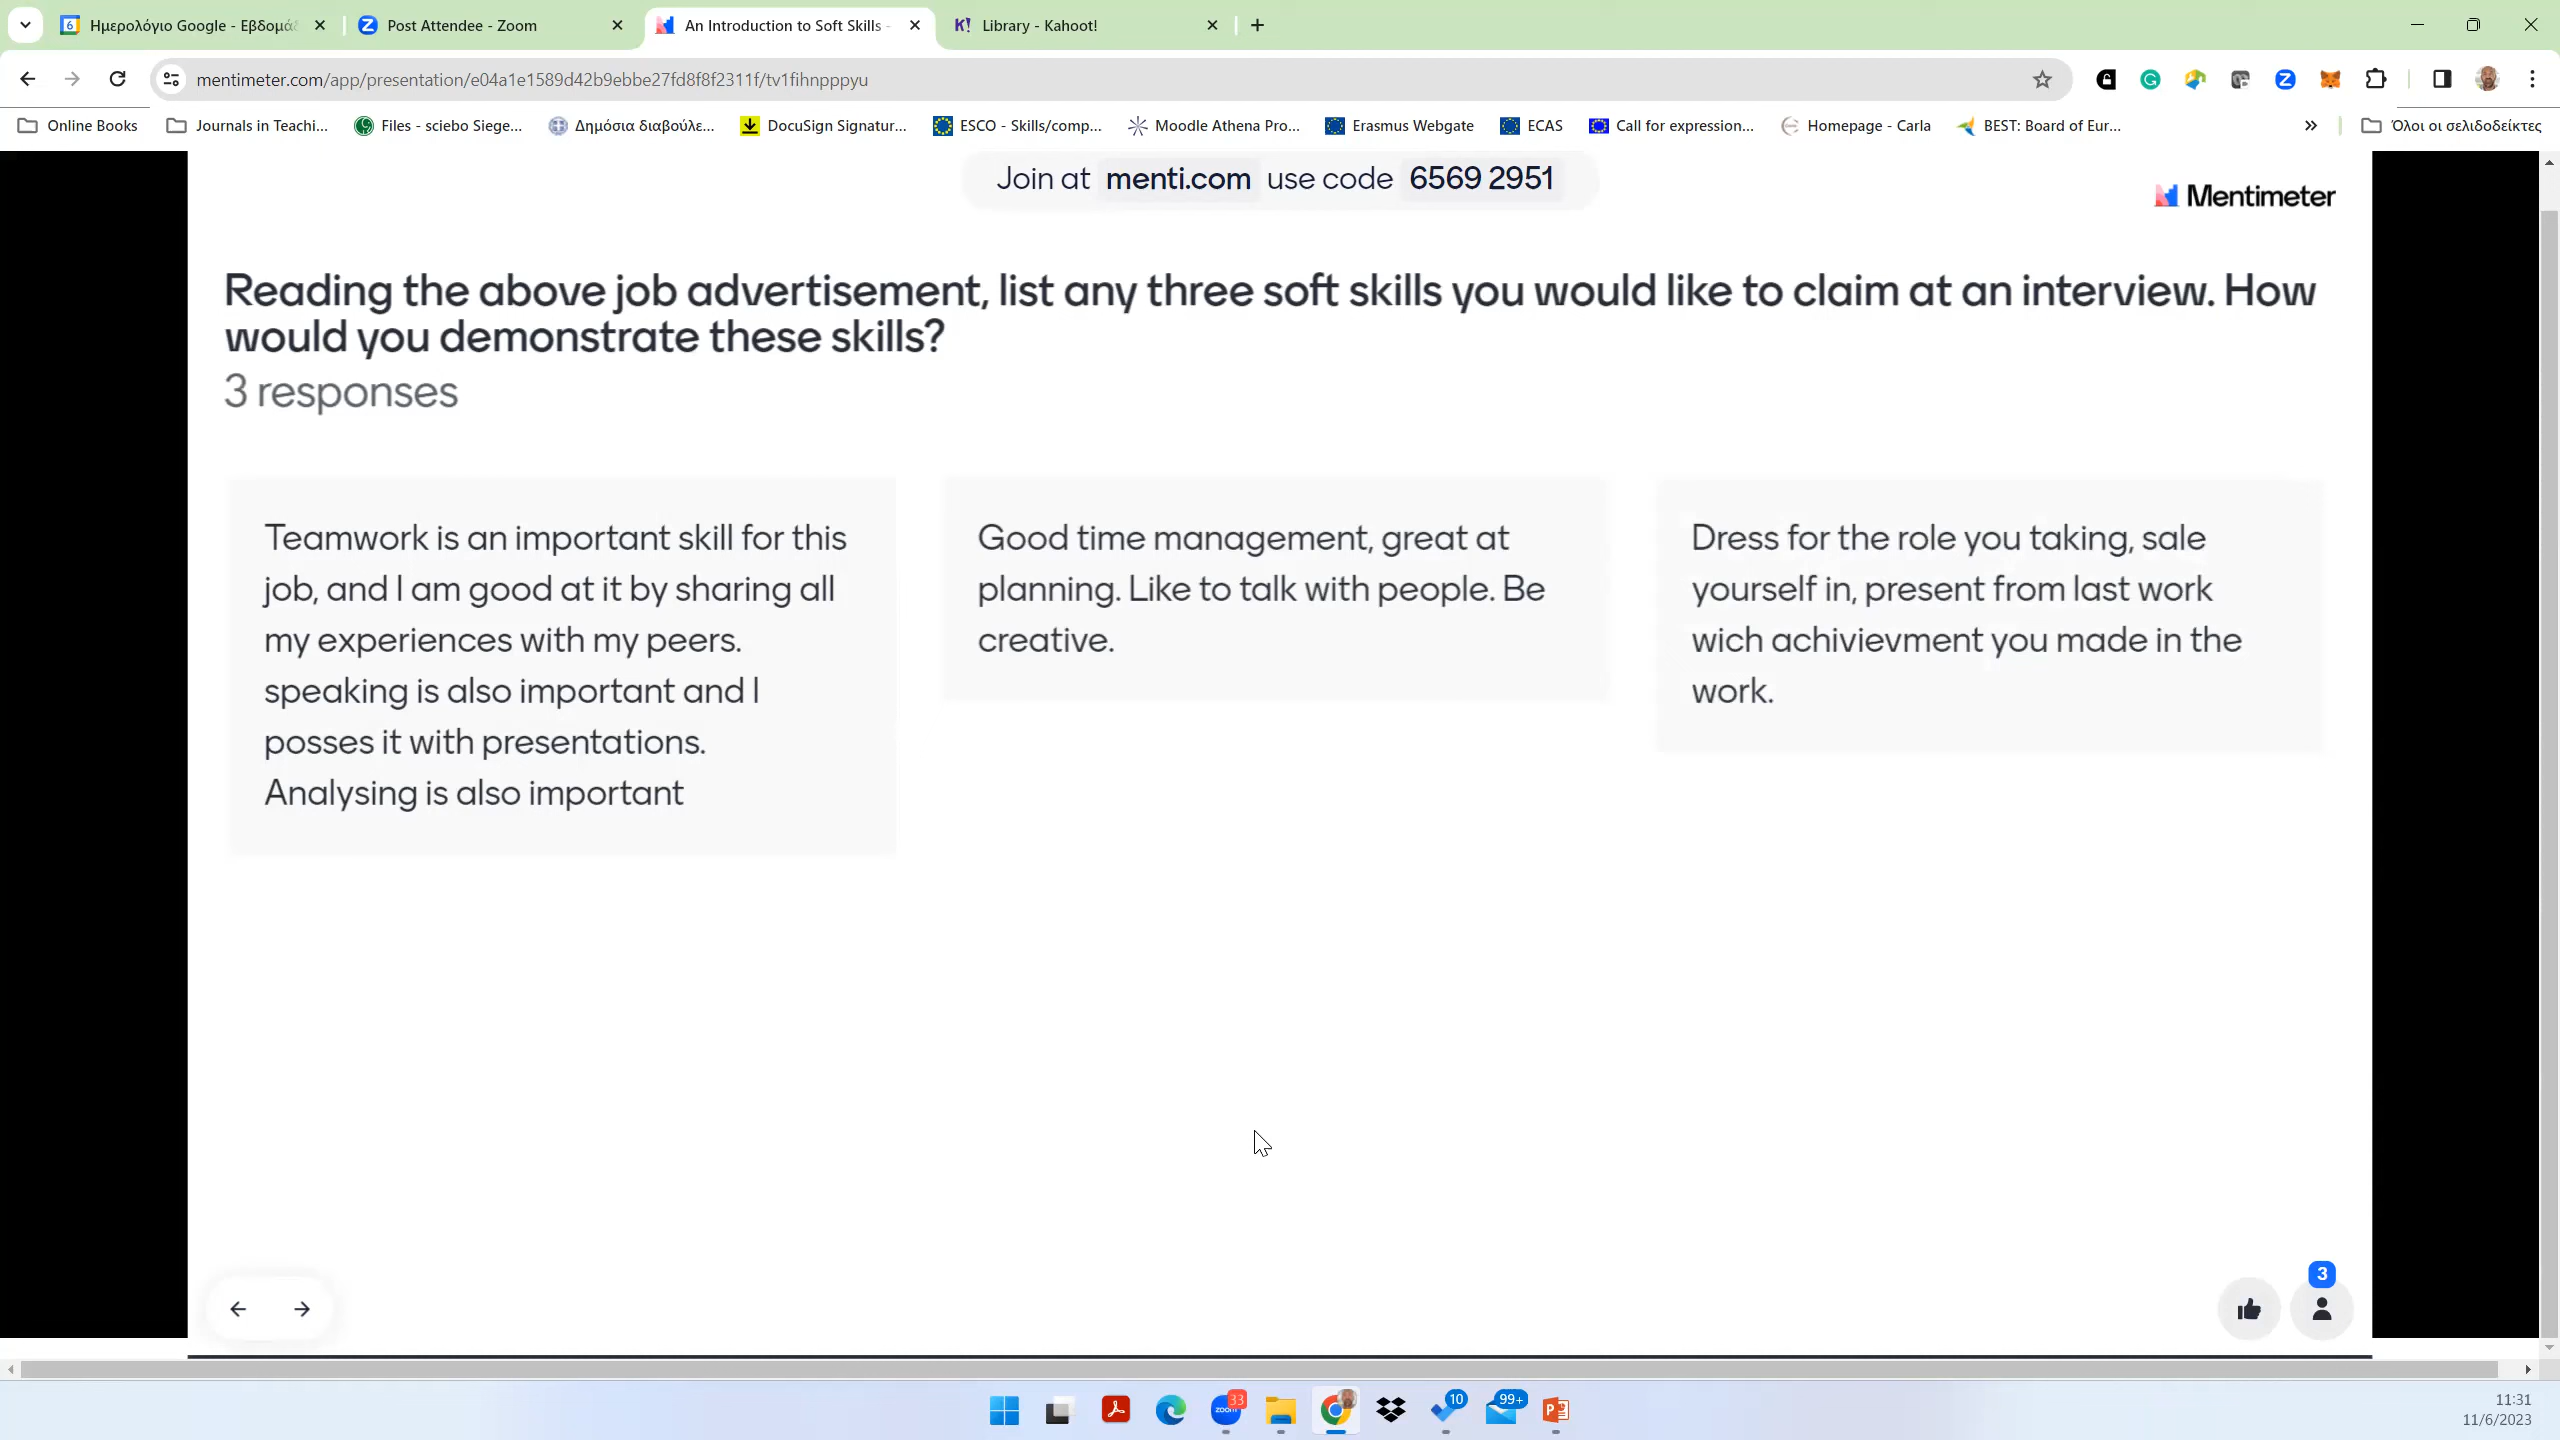 6 Ημερολόγιο Google - Εβδομάδ
Post Attendee - Zoom
An Introduction to Soft Skills -
K! Library - Kahoot!
mentimeter.com/app/presentation/e04a1e1589d42b9ebbe27fd8f8f2311f/tv1fihnpppyu
Online Books
Journals in Teachi...
Files - sciebo Siege...
Δημόσια διαβούλε...
DocuSign Signatur...
ESCO - Skills/comp...
Moodle Athena Pro...
Erasmus Webgate
ECAS
Call for expression...
Homepage - Carla
BEST: Board of Eur...
Όλοι οι σελιδοδείκτες
Join at menti.com use code 6569 2951
Mentimeter
Reading the above job advertisement, list any three soft skills you would like to claim at an interview. How
would you demonstrate these skills?
3 responses
Teamwork is an important skill for this
job, and I am good at it by sharing all
my experiences with my peers.
speaking is also important and I
posses it with presentations.
Analysing is also important
Good time management, great at
planning. Like to talk with people. Be
creative.
Dress for the role you taking, sale
yourself in, present from last work
wich achivievment you made in the
work.
3
zoom 33
10
99+
11:31
11/6/2023